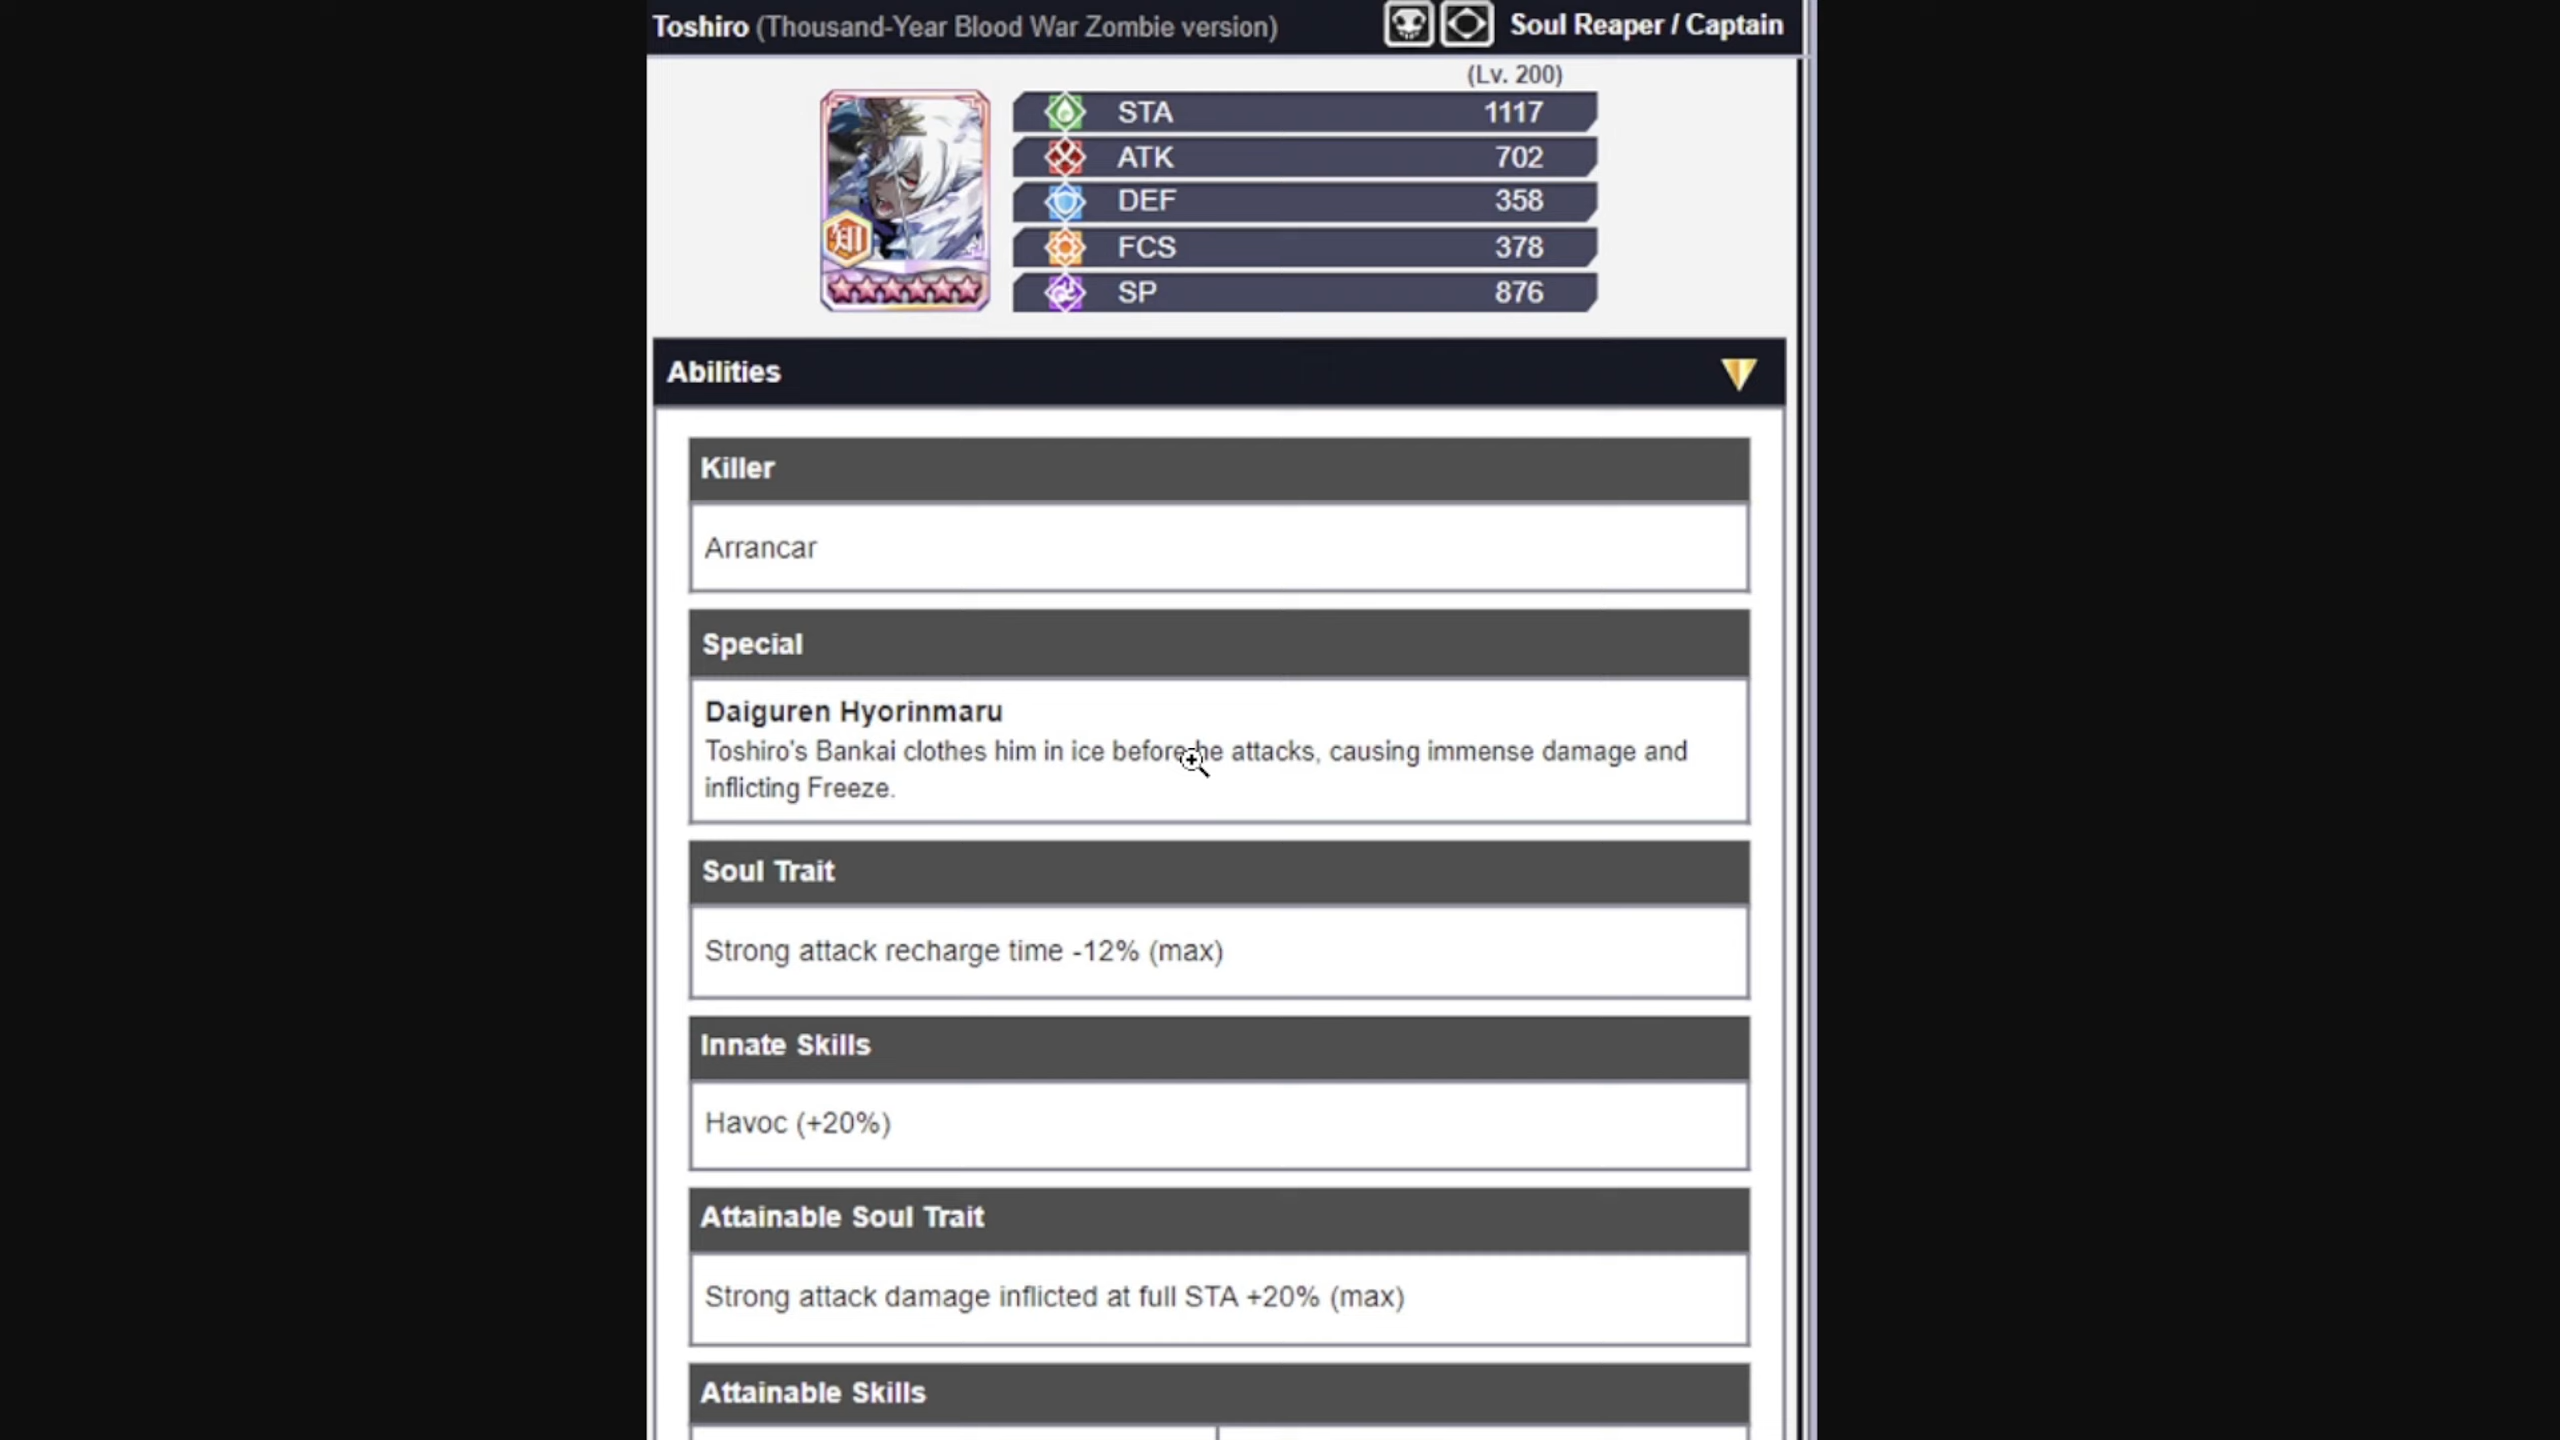 Toshiro (Thousand-Year Blood War Zombie version) Soul Reaper / Captain
(Lv. 200)
STA 1117
ATK 702
DEF 358
FCS 378
SP 876
知
Abilities
Killer
Arrancar
Special
Daiguren Hyorinmaru
Toshiro's Bankai clothes him in ice before he attacks, causing immense damage and
inflicting Freeze.
Soul Trait
Strong attack recharge time -12% (max)
Innate Skills
Havoc (+20%)
Attainable Soul Trait
Strong attack damage inflicted at full STA +20% (max)
Attainable Skills